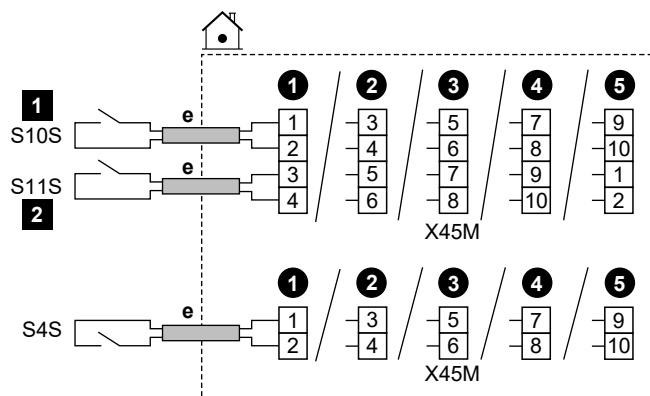 1 2 3 4 5
1
S10S
e
1 3 5 7 9
2 4 6 8 10
S11S
e
3 5 7 9 1
4 6 8 10 2
2
X45M
1 2 3 4 5
S4S
e
1 3 5 7 9
2 4 6 8 10
X45M